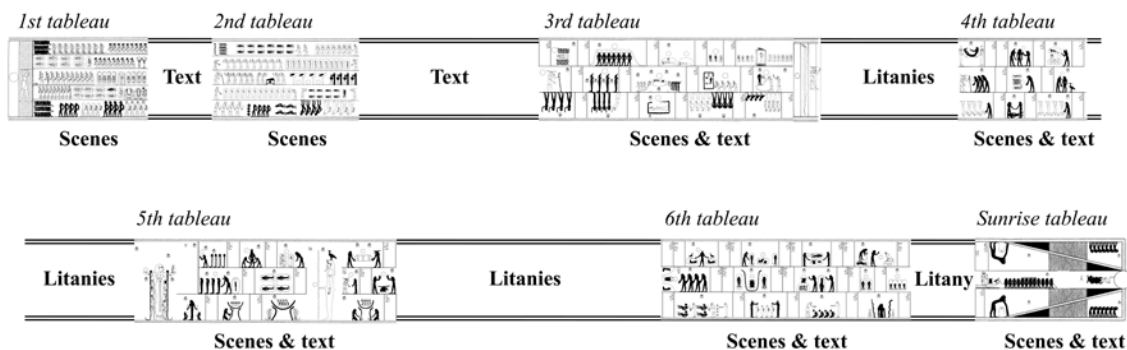 1st tableau 2nd tableau 3rd tableau 4th tableau
Text Text Litanies
Scenes Scenes Scenes & text Scenes & text
5th tableau 6th tableau Sunrise tableau
Litanies Litanies Litany
Scenes & text Scenes & text Scenes & text